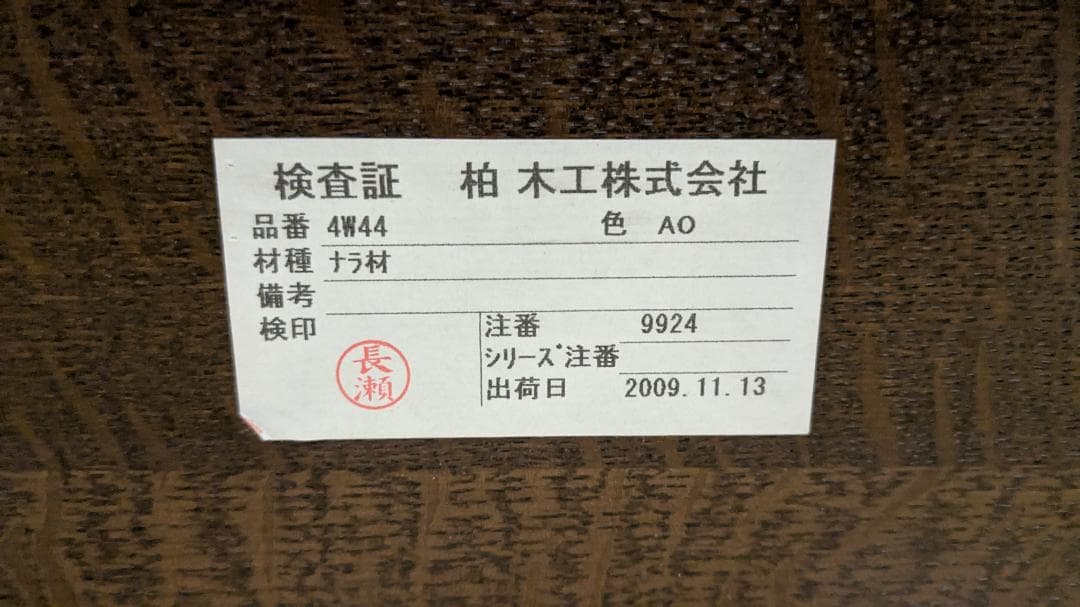 検査証 柏木工株式会社
品番 4W44 色 AO
材種 ﾅﾗ材
備考
検印 長瀬
注番 9924
ｼﾘｰｽﾞ注番
出荷日 2009.11.13